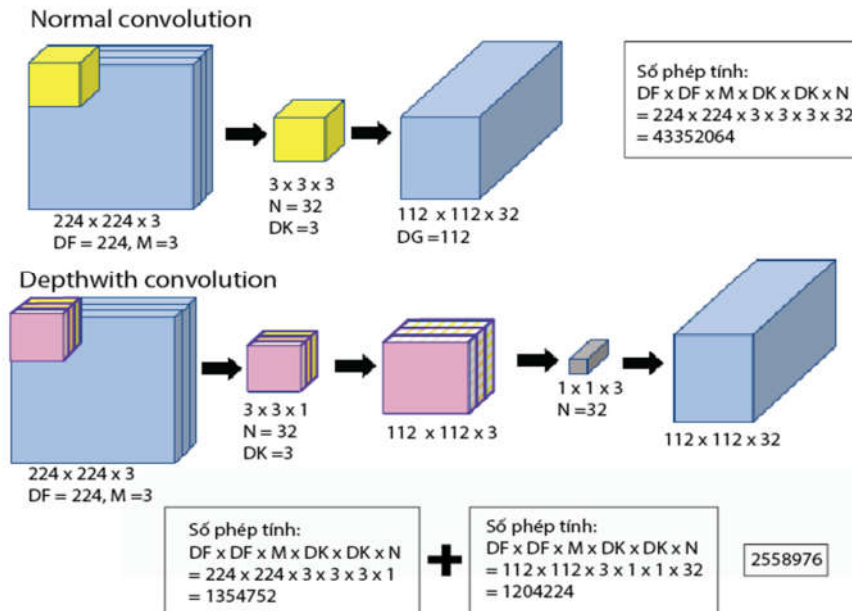 Normal convolution
Số phép tính:
DF x DF x M x DK x DK x N
= 224 x 224 x 3 x 3 x 3 x 32
= 43352064
3 x 3 x 3
N = 32
DK =3
224 x 224 x 3
DF = 224, M =3
112 x 112 x 32
DG =112
Depthwith convolution
3 x 3 x 1
N = 32
DK =3
112 x 112 x 3
1 x 1 x 3
N =32
112 x 112 x 32
224 x 224 x 3
DF = 224, M =3
Số phép tính:
DF x DF x M x DK x DK x N
= 224 x 224 x 3 x 3 x 3 x 1
= 1354752
+
Số phép tính:
DF x DF x M x DK x DK x N
= 112 x 112 x 3 x 1 x 1 x 32
= 1204224
2558976